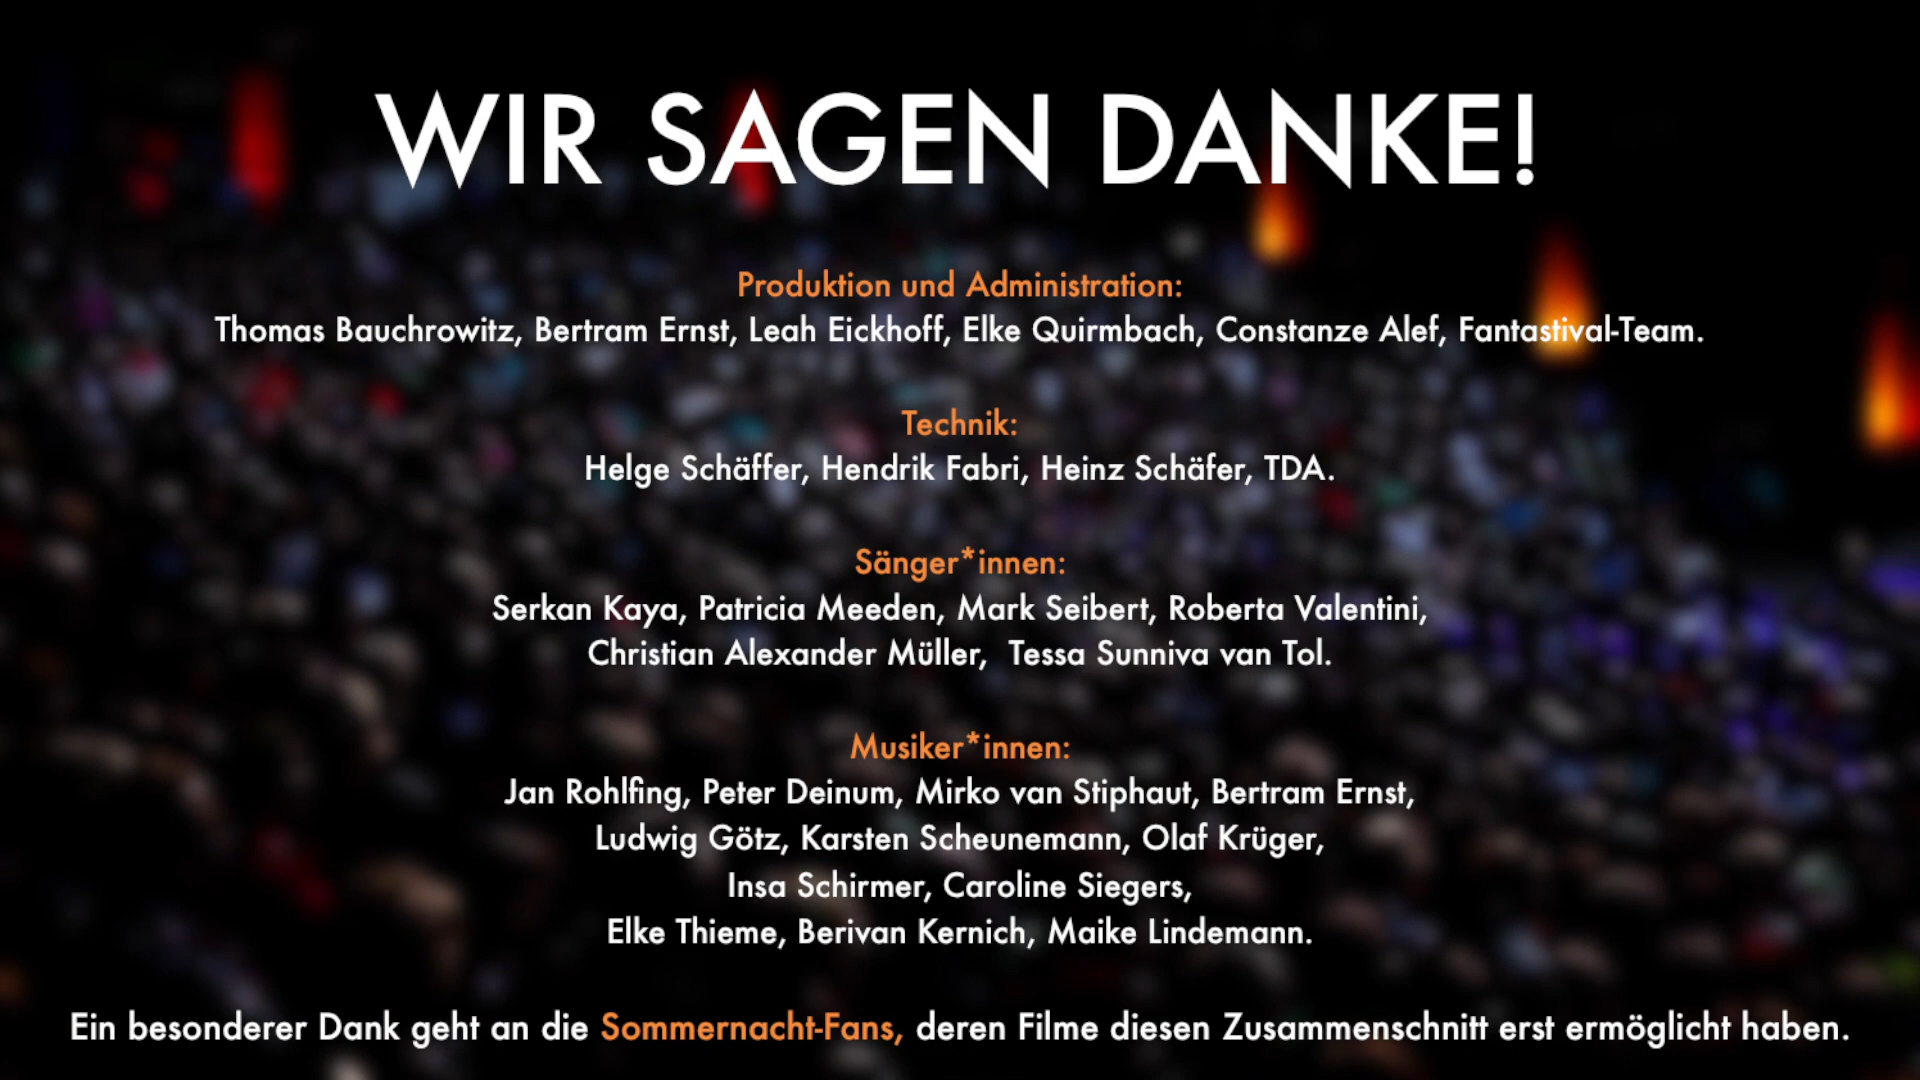 WIR SAGEN DANKE!
Produktion und Administration:
Thomas Bauchrowitz, Bertram Ernst, Leah Eickhoff, Elke Quirmbach, Constanze Alef, Fantastival-Team.
Technik:
Helge Schäffer, Hendrik Fabri, Heinz Schäfer, TDA.
Sänger*innen:
Serkan Kaya, Patricia Meeden, Mark Seibert, Roberta Valentini,
Christian Alexander Müller, Tessa Sunniva van Tol.
Musiker*innen:
Jan Rohlfing, Peter Deinum, Mirko van Stiphaut, Bertram Ernst,
Ludwig Götz, Karsten Scheunemann, Olaf Krüger,
Insa Schirmer, Caroline Siegers,
Elke Thieme, Berivan Kernich, Maike Lindemann.
Ein besonderer Dank geht an die Sommernacht-Fans, deren Filme diesen Zusammenschnitt erst ermöglicht haben.